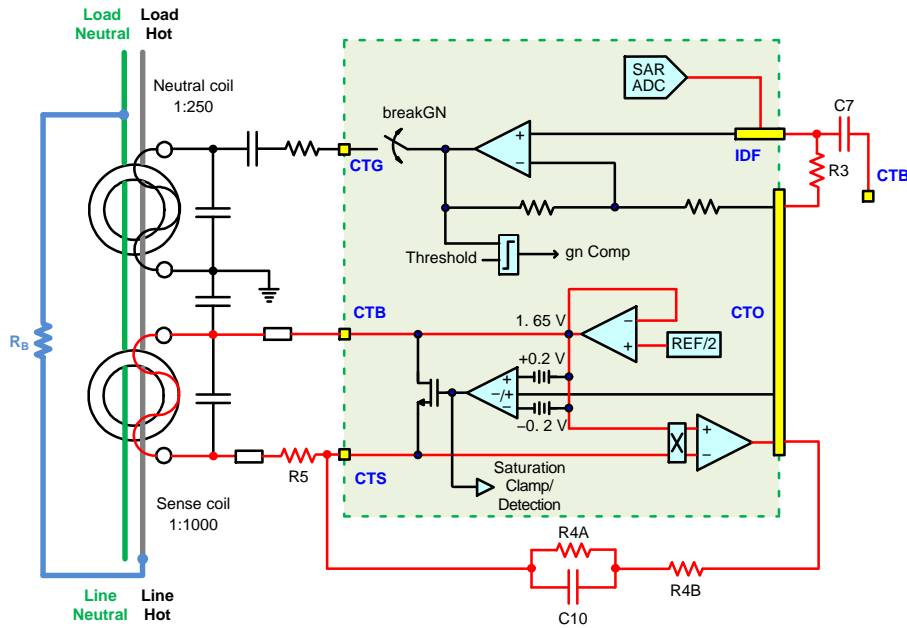 Load Neutral
Load Hot
Neutral coil
1:250
breakGN
SAR
ADC
C7
CTG
IDF
R3
CTB
+
−
Threshold
gn Comp
CTB
1. 65 V
−
+
REF/2
CTO
RB
+0.2 V
+
−/+
−
−0. 2 V
X
+
−
R5
CTS
Saturation
Clamp/
Detection
Sense coil
1:1000
R4A
C10
R4B
Line Neutral
Line Hot